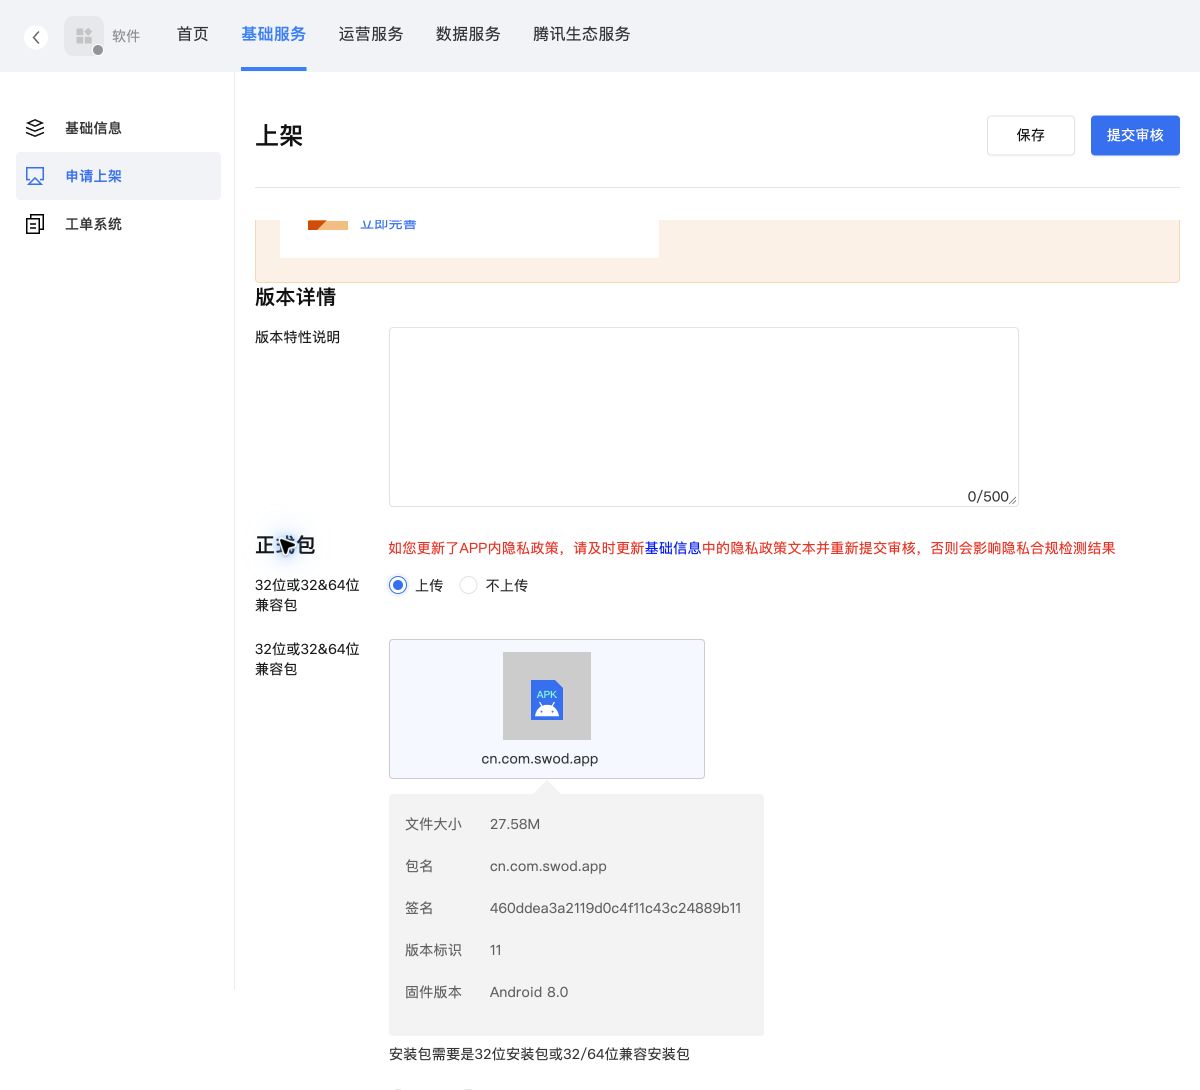 软件 首页 基础服务 运营服务 数据服务 腾讯生态服务
基础信息
申请上架
工单系统
上架
保存 提交审核
立即完善
版本详情
版本特性说明
0/500
正式包 如您更新了APP内隐私政策，请及时更新基础信息中的隐私政策文本并重新提交审核，否则会影响隐私合规检测结果
32位或32&64位
兼容包
上传 不上传
32位或32&64位
兼容包
APK
cn.com.swod.app
文件大小 27.58M
包名 cn.com.swod.app
签名 460ddea3a2119d0c4f11c43c24889b11
版本标识 11
固件版本 Android 8.0
安装包需要是32位安装包或32/64位兼容安装包